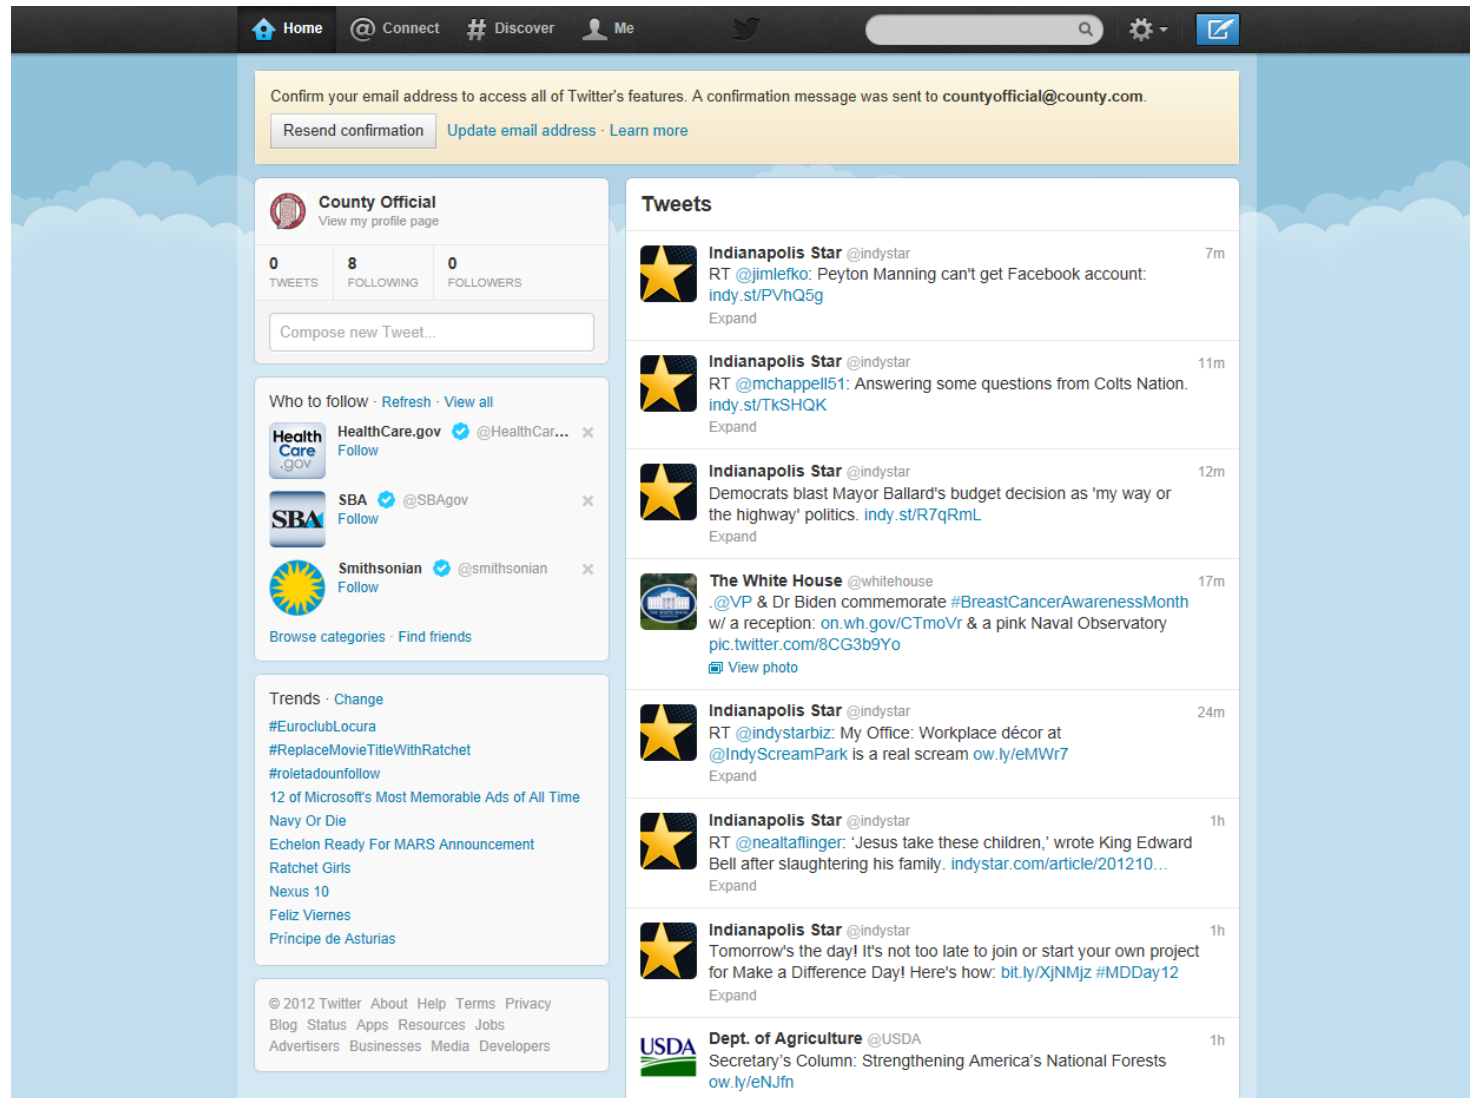 Home
Connect
Discover
Me
Confirm your email address to access all of Twitter's features. A confirmation message was sent to countyofficial@county.com.
Resend confirmation Update email address · Learn more
County Official
View my profile page
0 8 0
TWEETS FOLLOWING FOLLOWERS
Compose new Tweet...
Who to follow · Refresh · View all
Health
Care
.gov
HealthCare.gov @HealthCar... ×
Follow
SBA
SBA @SBAgov ×
Follow
Smithsonian @smithsonian ×
Follow
Browse categories · Find friends
Trends · Change
#EuroclubLocura
#ReplaceMovieTitleWithRatchet
#roletadounfollow
12 of Microsoft's Most Memorable Ads of All Time
Navy Or Die
Echelon Ready For MARS Announcement
Ratchet Girls
Nexus 10
Feliz Viernes
Príncipe de Asturias
© 2012 Twitter About Help Terms Privacy
Blog Status Apps Resources Jobs
Advertisers Businesses Media Developers
Tweets
Indianapolis Star @indystar 7m
RT @jimlefko: Peyton Manning can't get Facebook account:
indy.st/PVhQ5g
Expand
Indianapolis Star @indystar 11m
RT @mchappell51: Answering some questions from Colts Nation.
indy.st/TkSHQK
Expand
Indianapolis Star @indystar 12m
Democrats blast Mayor Ballard's budget decision as 'my way or
the highway' politics. indy.st/R7qRmL
Expand
The White House @whitehouse 17m
.@VP & Dr Biden commemorate #BreastCancerAwarenessMonth
w/ a reception: on.wh.gov/CTmoVr & a pink Naval Observatory
pic.twitter.com/8CG3b9Yo
View photo
Indianapolis Star @indystar 24m
RT @indystarbiz: My Office: Workplace décor at
@IndyScreamPark is a real scream ow.ly/eMWr7
Expand
Indianapolis Star @indystar 1h
RT @nealtaflinger: ‘Jesus take these children,’ wrote King Edward
Bell after slaughtering his family. indystar.com/article/201210...
Expand
Indianapolis Star @indystar 1h
Tomorrow's the day! It's not too late to join or start your own project
for Make a Difference Day! Here's how: bit.ly/XjNMjz #MDDay12
Expand
USDA
Dept. of Agriculture @USDA 1h
Secretary’s Column: Strengthening America’s National Forests
ow.ly/eNJfn